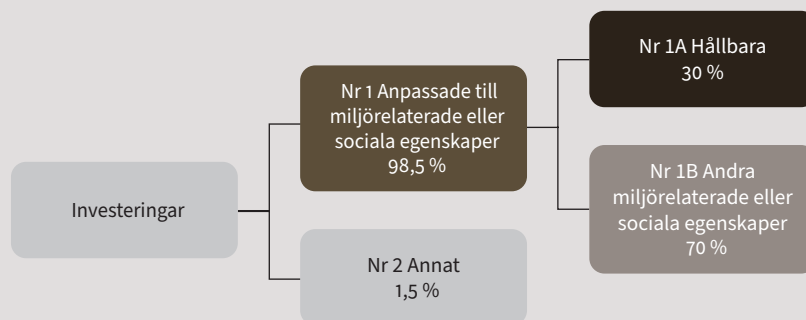 Investeringar
Nr 1 Anpassade till
miljörelaterade eller
sociala egenskaper
98,5 %
Nr 2 Annat
1,5 %
Nr 1A Hållbara
30 %
Nr 1B Andra
miljörelaterade eller
sociala egenskaper
70 %